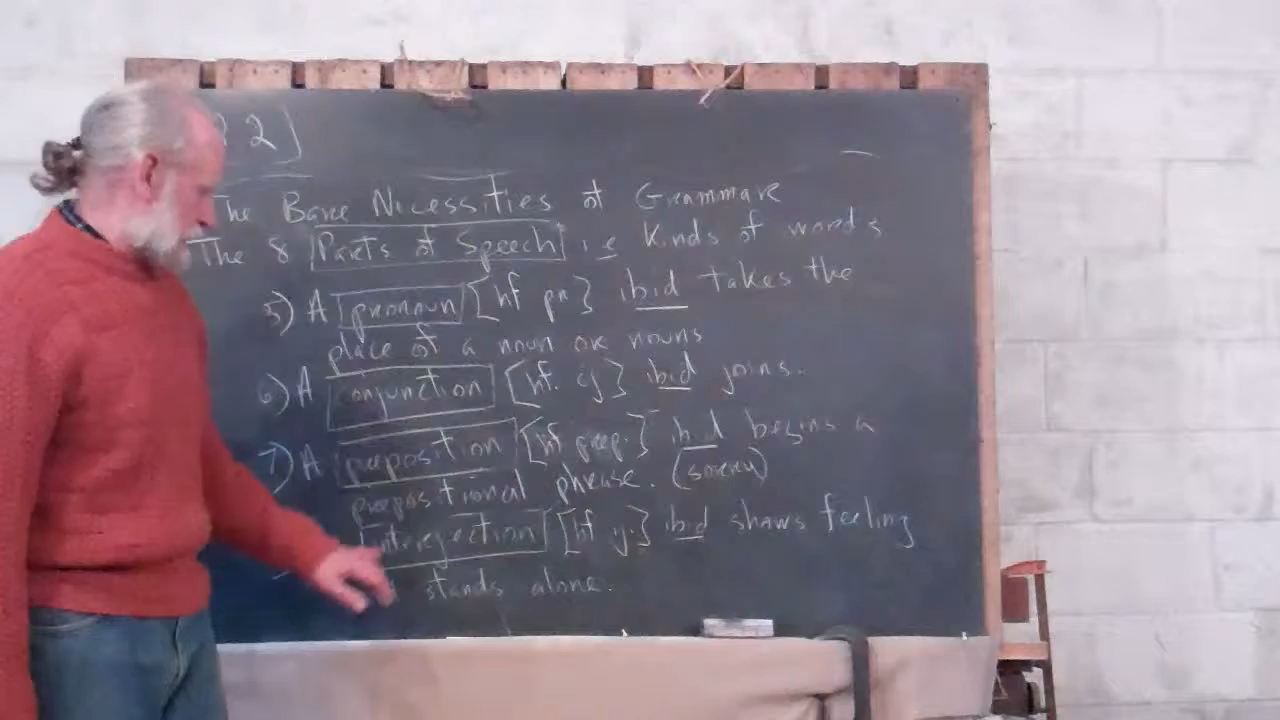 2 2]
The Bare Necessities of Grammar
The 8 Parts of Speech ie Kinds of words
5) A pronoun [hf pn] ibid takes the
place of a noun or nouns
6) A conjunction [hf. cj] ibid joins.
7) A preposition [hf prep.] ibid begins a
prepositional phrase. (sorry)
interjection [hf ij.] ibid shows feeling
stands alone.